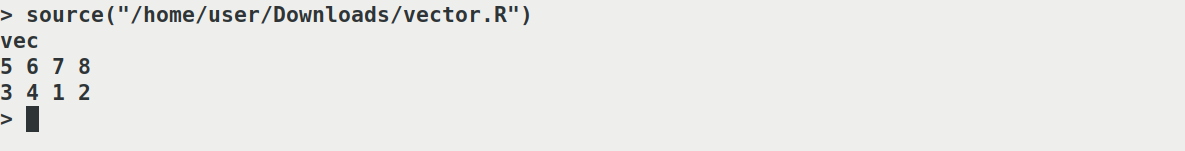 > source("/home/user/Downloads/vector.R")
vec
5 6 7 8
3 4 1 2
>